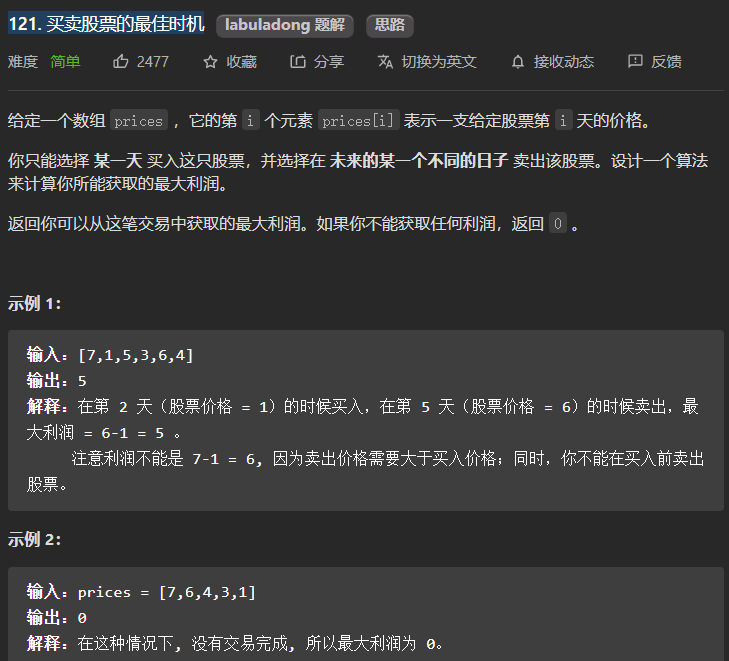 121. 买卖股票的最佳时机 labuladong 题解 思路
难度 简单 2477 收藏 分享 切换为英文 接收动态 反馈
给定一个数组 prices ，它的第 i 个元素 prices[i] 表示一支给定股票第 i 天的价格。
你只能选择 某一天 买入这只股票，并选择在 未来的某一个不同的日子 卖出该股票。设计一个算法
来计算你所能获取的最大利润。
返回你可以从这笔交易中获取的最大利润。如果你不能获取任何利润，返回 0 。
示例 1：
输入：[7,1,5,3,6,4]
输出：5
解释：在第 2 天（股票价格 = 1）的时候买入，在第 5 天（股票价格 = 6）的时候卖出，最
大利润 = 6-1 = 5 。
注意利润不能是 7-1 = 6, 因为卖出价格需要大于买入价格；同时，你不能在买入前卖出
股票。
示例 2：
输入：prices = [7,6,4,3,1]
输出：0
解释：在这种情况下, 没有交易完成, 所以最大利润为 0。